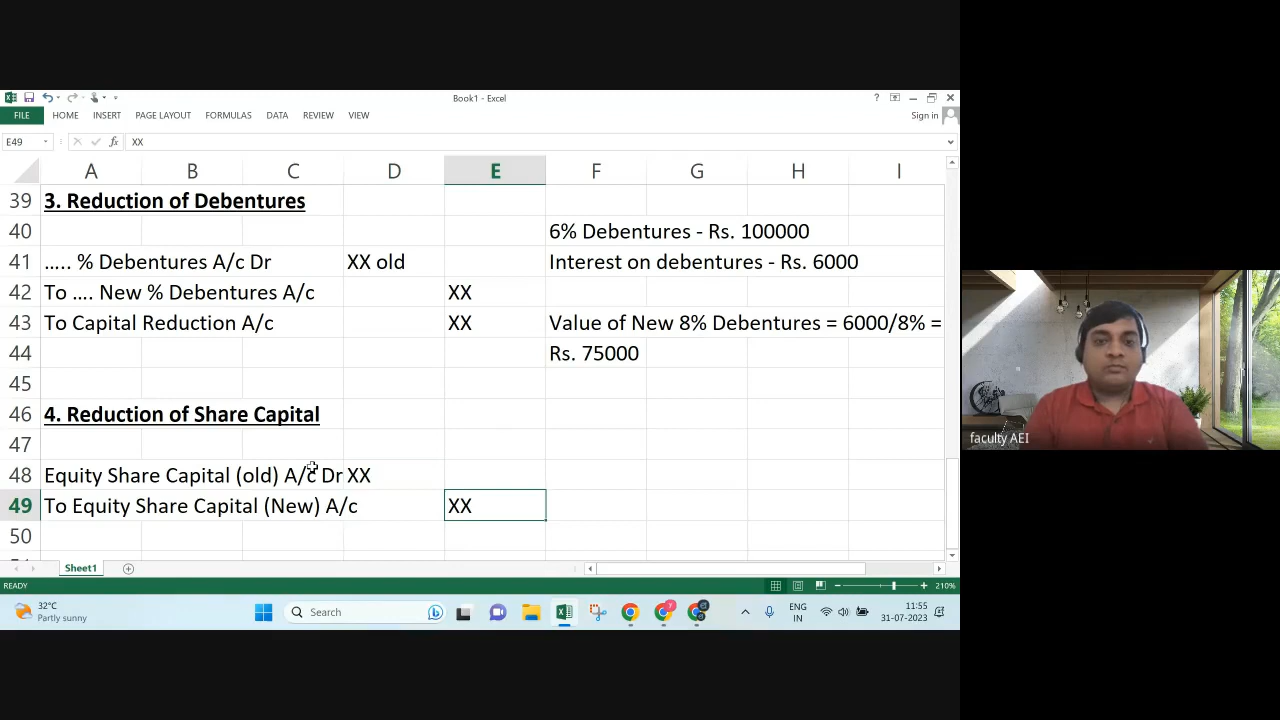 Book1 - Excel
FILE HOME INSERT PAGE LAYOUT FORMULAS DATA REVIEW VIEW Sign in
E49 fx XX
A B C D E F G H I
39 3. Reduction of Debentures
40 6% Debentures - Rs. 100000
41 ..... % Debentures A/c Dr XX old Interest on debentures - Rs. 6000
42 To .... New % Debentures A/c XX
43 To Capital Reduction A/c XX Value of New 8% Debentures = 6000/8% =
44 Rs. 75000
45
46 4. Reduction of Share Capital
47
48 Equity Share Capital (old) A/c Dr XX
49 To Equity Share Capital (New) A/c XX
50
Sheet1
READY 210%
32°C
Partly sunny
Search
ENG
IN
11:55
31-07-2023
faculty AEI